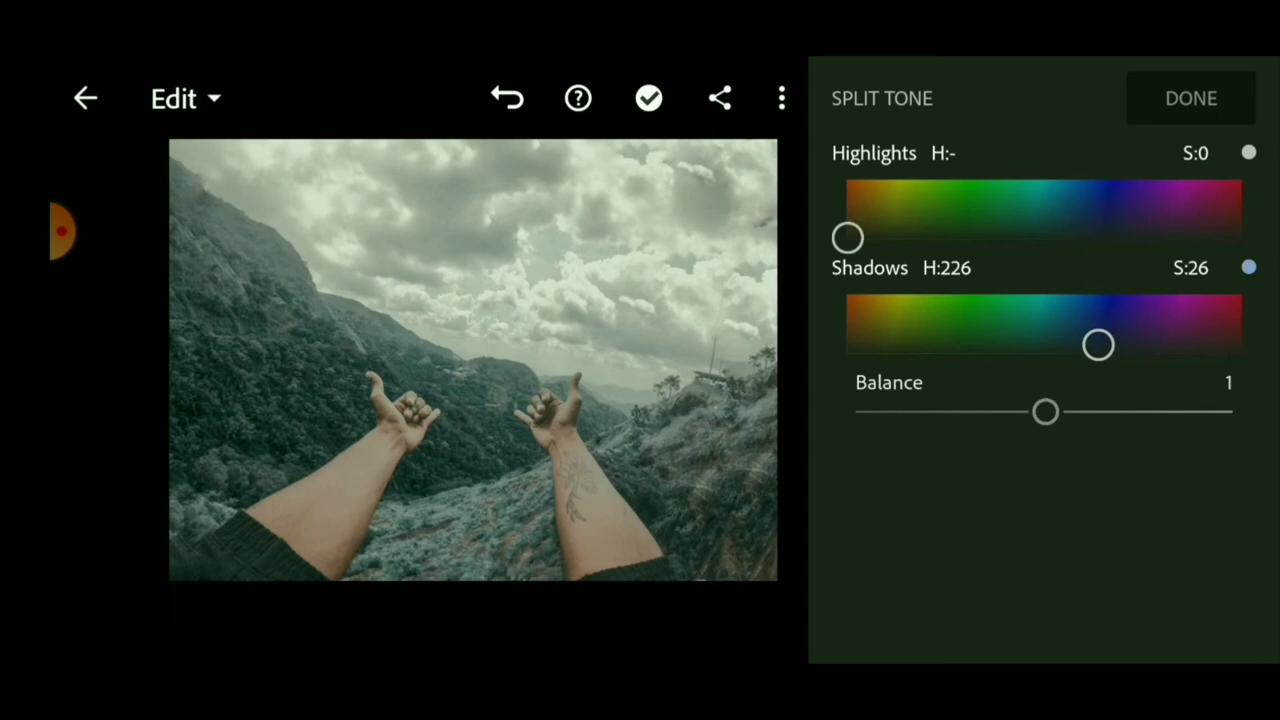 Edit
SPLIT TONE
DONE
Highlights H:- S:0
Shadows H:226 S:26
Balance 1